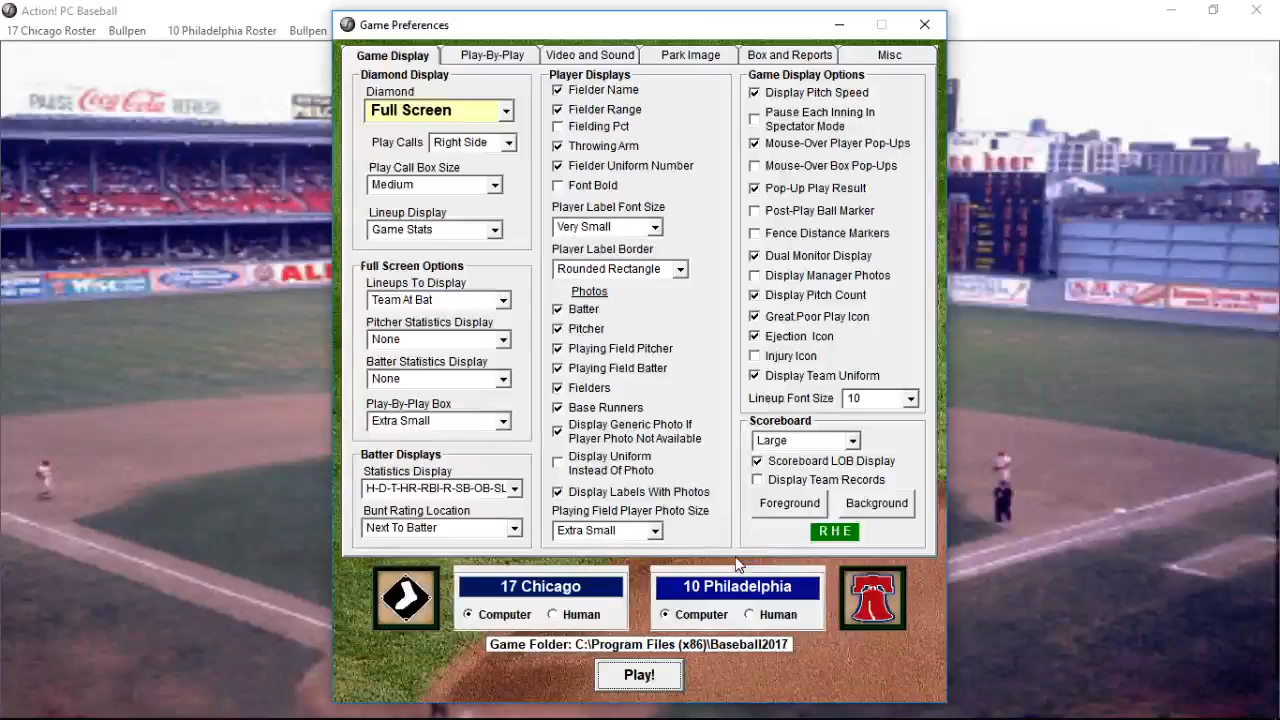 Action! PC Baseball
17 Chicago Roster Bullpen 10 Philadelphia Roster Bullpen
Game Preferences
Game Display Play-By-Play Video and Sound Park Image Box and Reports Misc
Diamond Display
Diamond
Full Screen
Play Calls Right Side
Play Call Box Size
Medium
Lineup Display
Game Stats
Full Screen Options
Lineups To Display
Team At Bat
Pitcher Statistics Display
None
Batter Statistics Display
None
Play-By-Play Box
Extra Small
Batter Displays
Statistics Display
H-D-T-HR-RBI-R-SB-OB-SL
Bunt Rating Location
Next To Batter
Player Displays
Fielder Name
Fielder Range
Fielding Pct
Throwing Arm
Fielder Uniform Number
Font Bold
Player Label Font Size
Very Small
Player Label Border
Rounded Rectangle
Photos
Batter
Pitcher
Playing Field Pitcher
Playing Field Batter
Fielders
Base Runners
Display Generic Photo If
Player Photo Not Available
Display Uniform
Instead Of Photo
Display Labels With Photos
Playing Field Player Photo Size
Extra Small
Game Display Options
Display Pitch Speed
Pause Each Inning In
Spectator Mode
Mouse-Over Player Pop-Ups
Mouse-Over Box Pop-Ups
Pop-Up Play Result
Post-Play Ball Marker
Fence Distance Markers
Dual Monitor Display
Display Manager Photos
Display Pitch Count
Great.Poor Play Icon
Ejection Icon
Injury Icon
Display Team Uniform
Lineup Font Size 10
Scoreboard
Large
Scoreboard LOB Display
Display Team Records
Foreground Background
R H E
17 Chicago
Computer Human
10 Philadelphia
Computer Human
Game Folder: C:\Program Files (x86)\Baseball2017
Play!
PAUSE Coca-Cola REFRESH